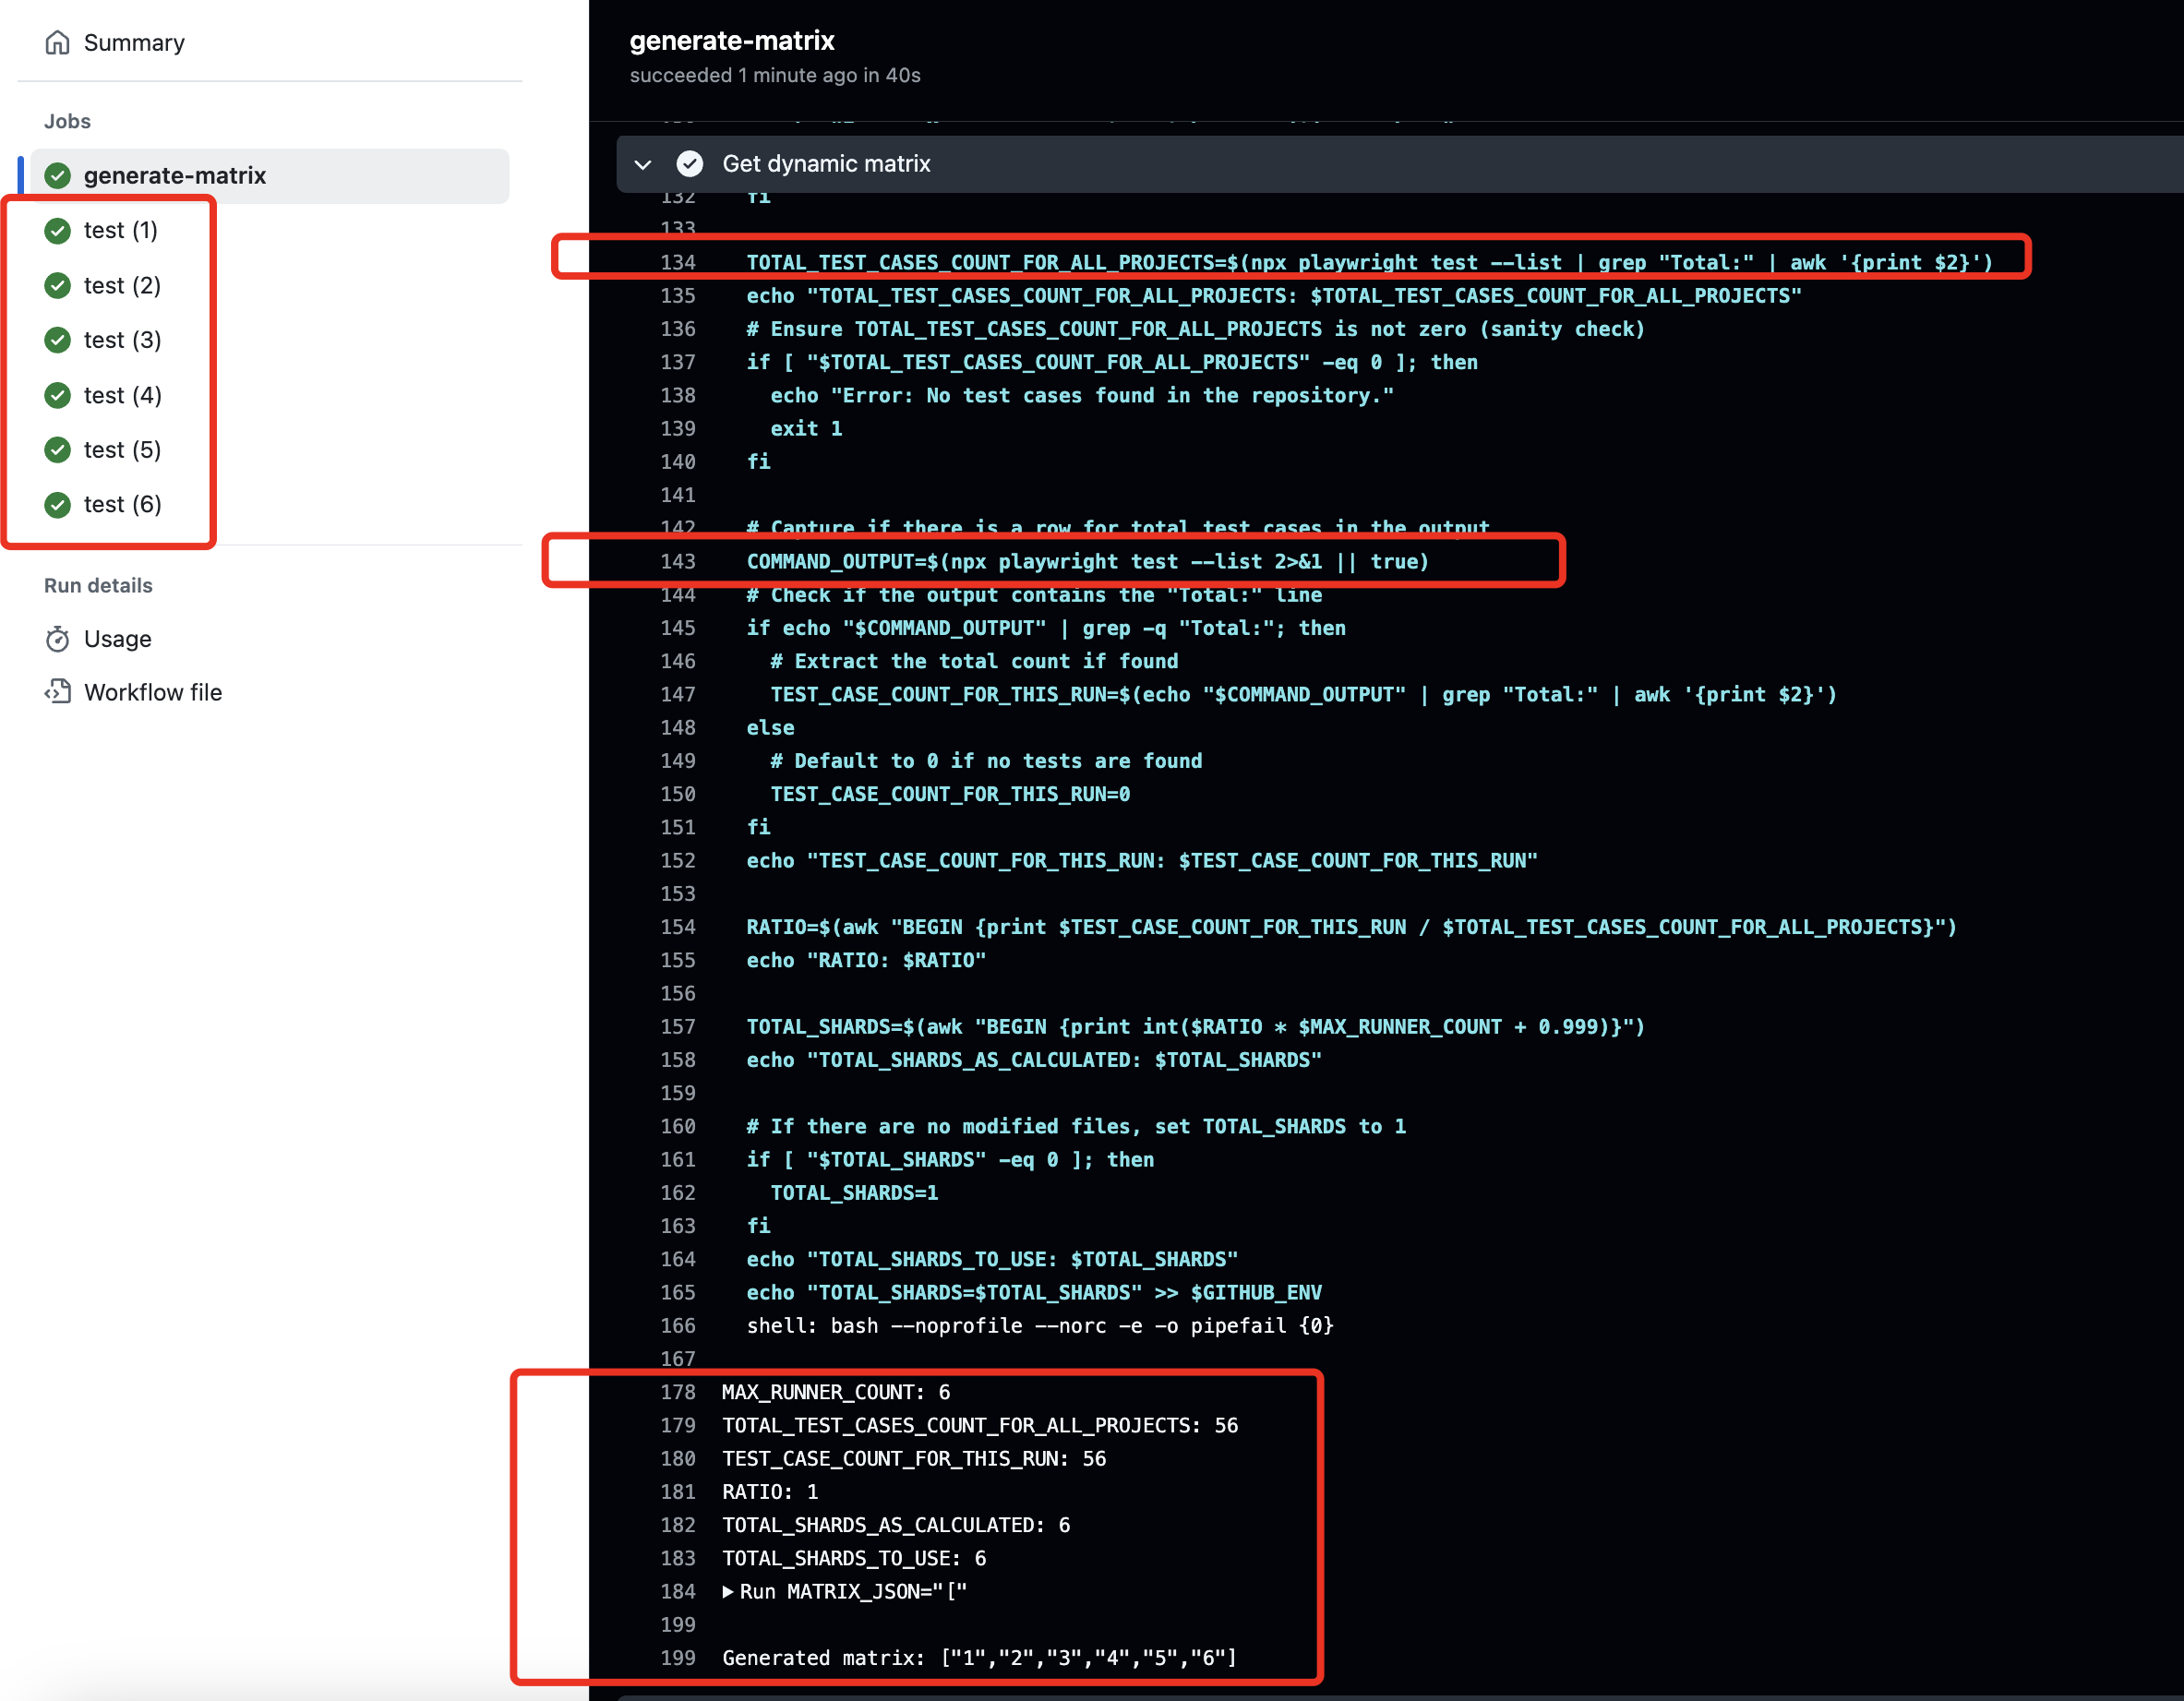 Summary
Jobs
generate-matrix
test (1)
test (2)
test (3)
test (4)
test (5)
test (6)
Run details
Usage
Workflow file
generate-matrix
succeeded 1 minute ago in 40s
Get dynamic matrix
132 fi
133
134 TOTAL_TEST_CASES_COUNT_FOR_ALL_PROJECTS=$(npx playwright test --list | grep "Total:" | awk '{print $2}')
135 echo "TOTAL_TEST_CASES_COUNT_FOR_ALL_PROJECTS: $TOTAL_TEST_CASES_COUNT_FOR_ALL_PROJECTS"
136 # Ensure TOTAL_TEST_CASES_COUNT_FOR_ALL_PROJECTS is not zero (sanity check)
137 if [ "$TOTAL_TEST_CASES_COUNT_FOR_ALL_PROJECTS" -eq 0 ]; then
138 echo "Error: No test cases found in the repository."
139 exit 1
140 fi
141
142 # Capture if there is a row for total test cases in the output
143 COMMAND_OUTPUT=$(npx playwright test --list 2>&1 || true)
144 # Check if the output contains the "Total:" line
145 if echo "$COMMAND_OUTPUT" | grep -q "Total:"; then
146 # Extract the total count if found
147 TEST_CASE_COUNT_FOR_THIS_RUN=$(echo "$COMMAND_OUTPUT" | grep "Total:" | awk '{print $2}')
148 else
149 # Default to 0 if no tests are found
150 TEST_CASE_COUNT_FOR_THIS_RUN=0
151 fi
152 echo "TEST_CASE_COUNT_FOR_THIS_RUN: $TEST_CASE_COUNT_FOR_THIS_RUN"
153
154 RATIO=$(awk "BEGIN {print $TEST_CASE_COUNT_FOR_THIS_RUN / $TOTAL_TEST_CASES_COUNT_FOR_ALL_PROJECTS}")
155 echo "RATIO: $RATIO"
156
157 TOTAL_SHARDS=$(awk "BEGIN {print int($RATIO * $MAX_RUNNER_COUNT + 0.999)}")
158 echo "TOTAL_SHARDS_AS_CALCULATED: $TOTAL_SHARDS"
159
160 # If there are no modified files, set TOTAL_SHARDS to 1
161 if [ "$TOTAL_SHARDS" -eq 0 ]; then
162 TOTAL_SHARDS=1
163 fi
164 echo "TOTAL_SHARDS_TO_USE: $TOTAL_SHARDS"
165 echo "TOTAL_SHARDS=$TOTAL_SHARDS" >> $GITHUB_ENV
166 shell: bash --noprofile --norc -e -o pipefail {0}
167
178 MAX_RUNNER_COUNT: 6
179 TOTAL_TEST_CASES_COUNT_FOR_ALL_PROJECTS: 56
180 TEST_CASE_COUNT_FOR_THIS_RUN: 56
181 RATIO: 1
182 TOTAL_SHARDS_AS_CALCULATED: 6
183 TOTAL_SHARDS_TO_USE: 6
184 Run MATRIX_JSON="["
199
199 Generated matrix: ["1","2","3","4","5","6"]